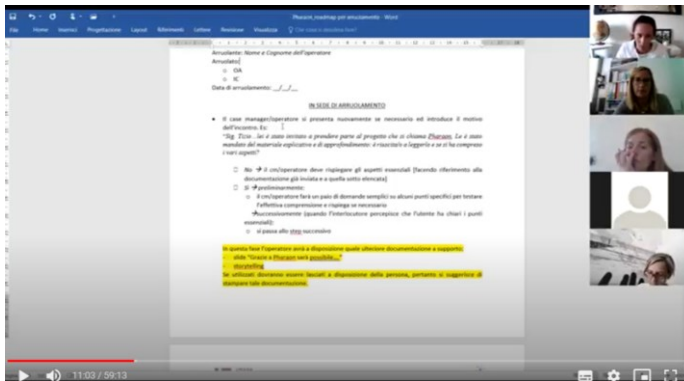 Pharaon_roadmap per arruolamento - Word
File Home Inserisci Progettazione Layout Riferimenti Lettere Revisione Visualizza Che cosa si desidera fare?
Arruolante: Nome e Cognome dell'operatore
Arruolato:
o OA
o IC
Data di arruolamento: __/__/__
IN SEDE DI ARRUOLAMENTO
• Il case manager/operatore si presenta nuovamente se necessario ed introduce il motivo
dell'incontro. Es:
"Sig. Tizio ..lei è stato invitato a prendere parte al progetto che si chiama Pharaon. Le è stato
mandato del materiale esplicativo e di approfondimento: è riuscito/a a leggerlo e se sì ha compreso
i vari aspetti?
□ No → il cm/operatore deve rispiegare gli aspetti essenziali [facendo riferimento alla
documentazione già inviata e a quella sotto elencata]
□ Sì → preliminarmente:
o il cm/operatore farà un paio di domande semplici su alcuni punti specifici per testare
l'effettiva comprensione e rispiega se necessario
→successivamente (quando l'interlocutore percepisce che l'utente ha chiari i punti
essenziali):
o si passa allo step successivo
In questa fase l'operatore avrà a disposizione quale ulteriore documentazione a supporto:
- slide "Grazie a Pharaon sarà possibile..."
- storytelling
Se utilizzati dovranno essere lasciati a disposizione della persona, pertanto si suggerisce di
stampare tale documentazione.
11:03 / 59:13